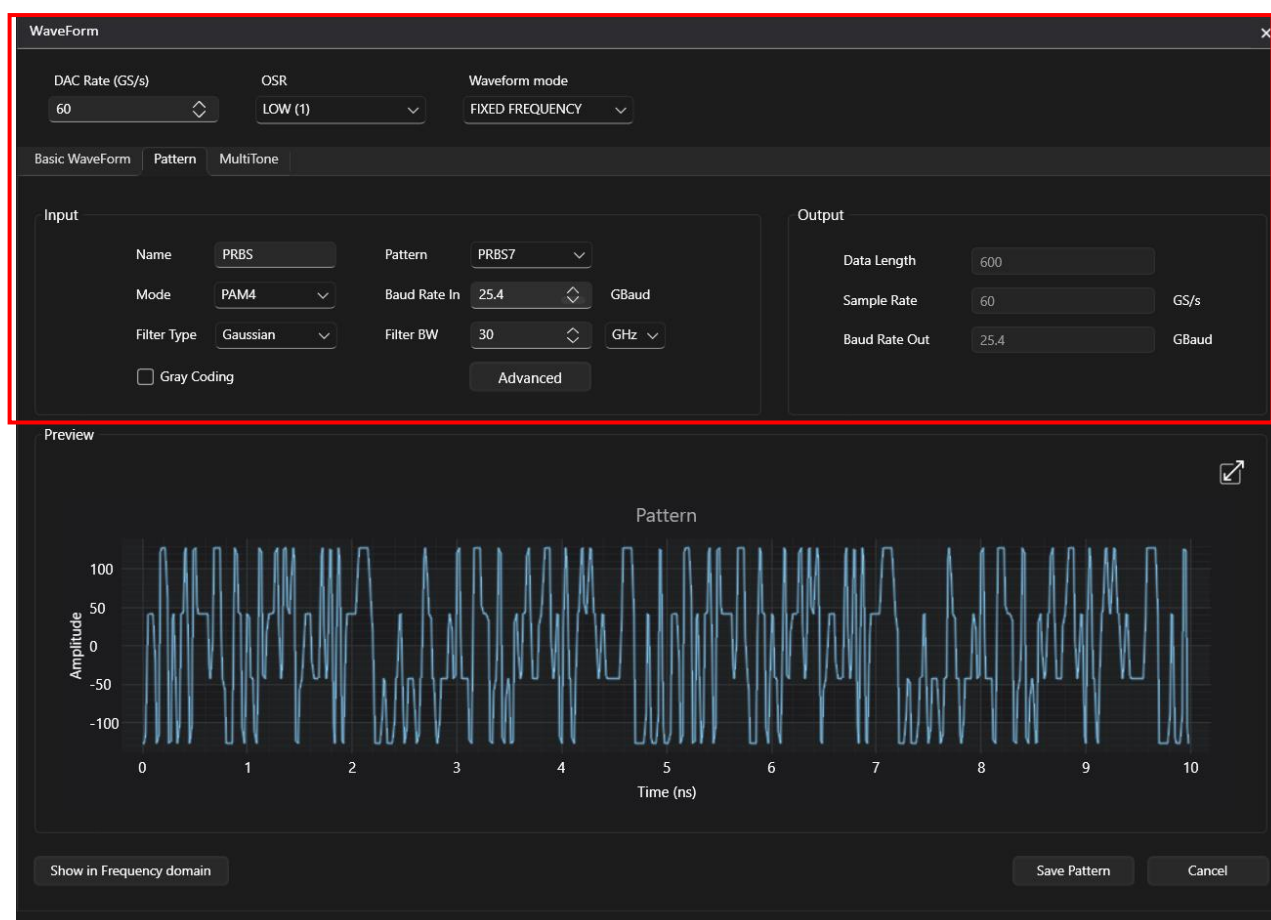 WaveForm
DAC Rate (GS/s) OSR Waveform mode
60 LOW (1) FIXED FREQUENCY
Basic WaveForm Pattern MultiTone
Input Output
Name PRBS Pattern PRBS7 Data Length 600
Mode PAM4 Baud Rate In 25.4 GBaud Sample Rate 60 GS/s
Filter Type Gaussian Filter BW 30 GHz Baud Rate Out 25.4 GBaud
Gray Coding Advanced
Preview
Pattern
Amplitude
100
50
0
-50
-100
0 1 2 3 4 5 6 7 8 9 10
Time (ns)
Show in Frequency domain Save Pattern Cancel